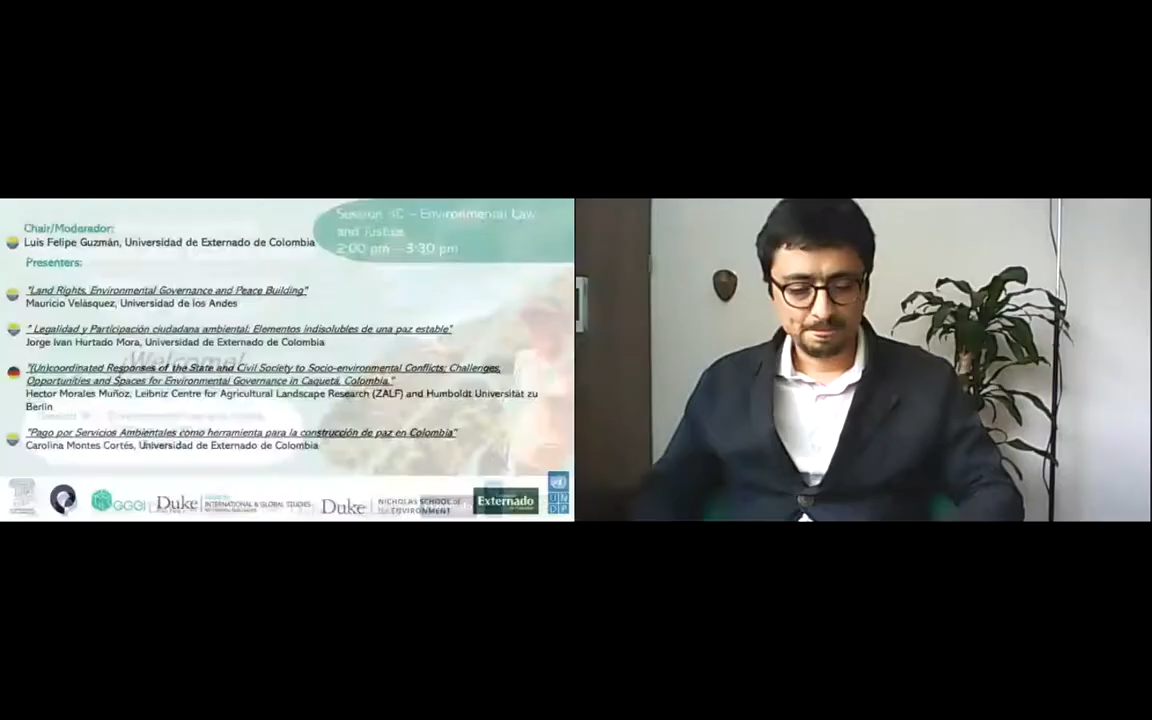 Session 4C – Environmental Law
and Justice
2:00 pm – 3:30 pm
Chair/Moderador:
Luis Felipe Guzmán, Universidad de Externado de Colombia
Presenters:
"Land Rights, Environmental Governance and Peace Building"
Mauricio Velásquez, Universidad de los Andes
" Legalidad y Participación ciudadana ambiental: Elementos indisolubles de una paz estable"
Jorge Ivan Hurtado Mora, Universidad de Externado de Colombia
¡Welcome!
"(Un)coordinated Responses of the State and Civil Society to Socio-environmental Conflicts: Challenges,
Opportunities and Spaces for Environmental Governance in Caquetá, Colombia."
Hector Morales Muñoz, Leibniz Centre for Agricultural Landscape Research (ZALF) and Humboldt Universität zu
Berlin
"Pago por Servicios Ambientales como herramienta para la construcción de paz en Colombia"
Carolina Montes Cortés, Universidad de Externado de Colombia
GGGI
Duke
INTERNATIONAL & GLOBAL STUDIES
Duke
NICHOLAS SCHOOL OF
THE ENVIRONMENT
Externado
UN
DP